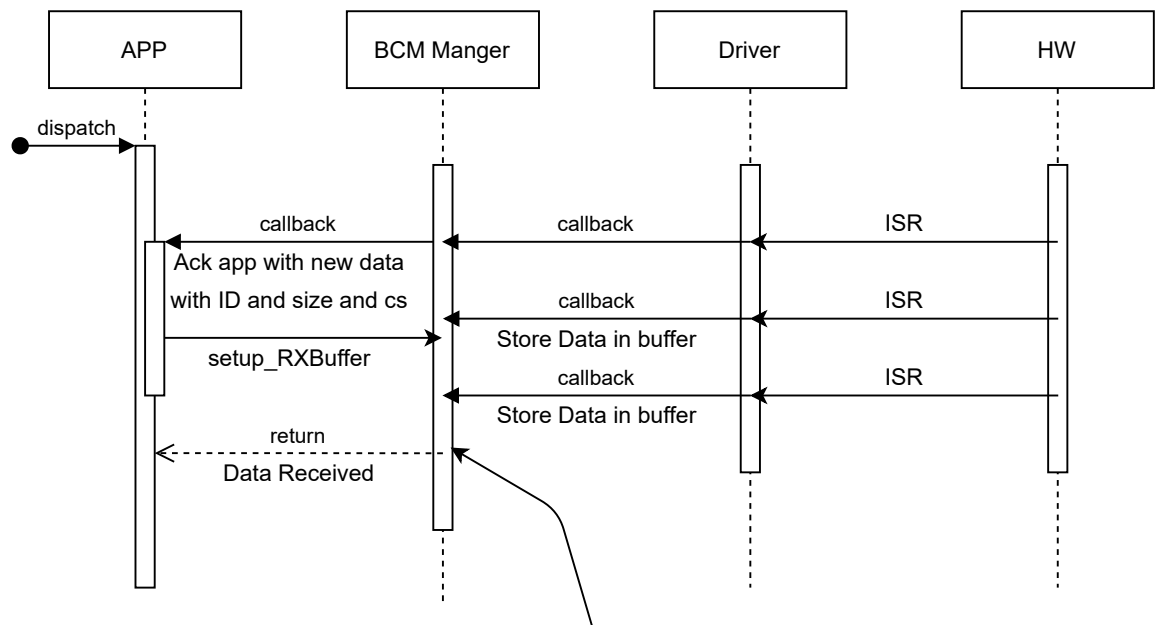 APP
BCM Manger
Driver
HW
dispatch
callback
callback
ISR
Ack app with new data
with ID and size and cs
callback
ISR
Store Data in buffer
setup_RXBuffer
callback
ISR
Store Data in buffer
return
Data Received